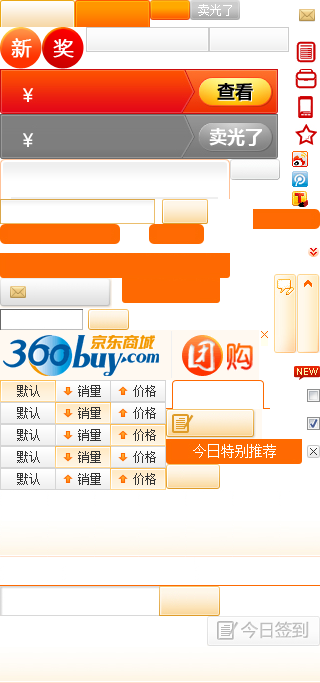 卖光了
新 奖
¥ 查看
¥ 卖光了
京东商城
360buy.com 团购
NEW
默认 销量 价格
默认 销量 价格
默认 销量 价格
默认 销量 价格
今日特别推荐
默认 销量 价格
今日签到